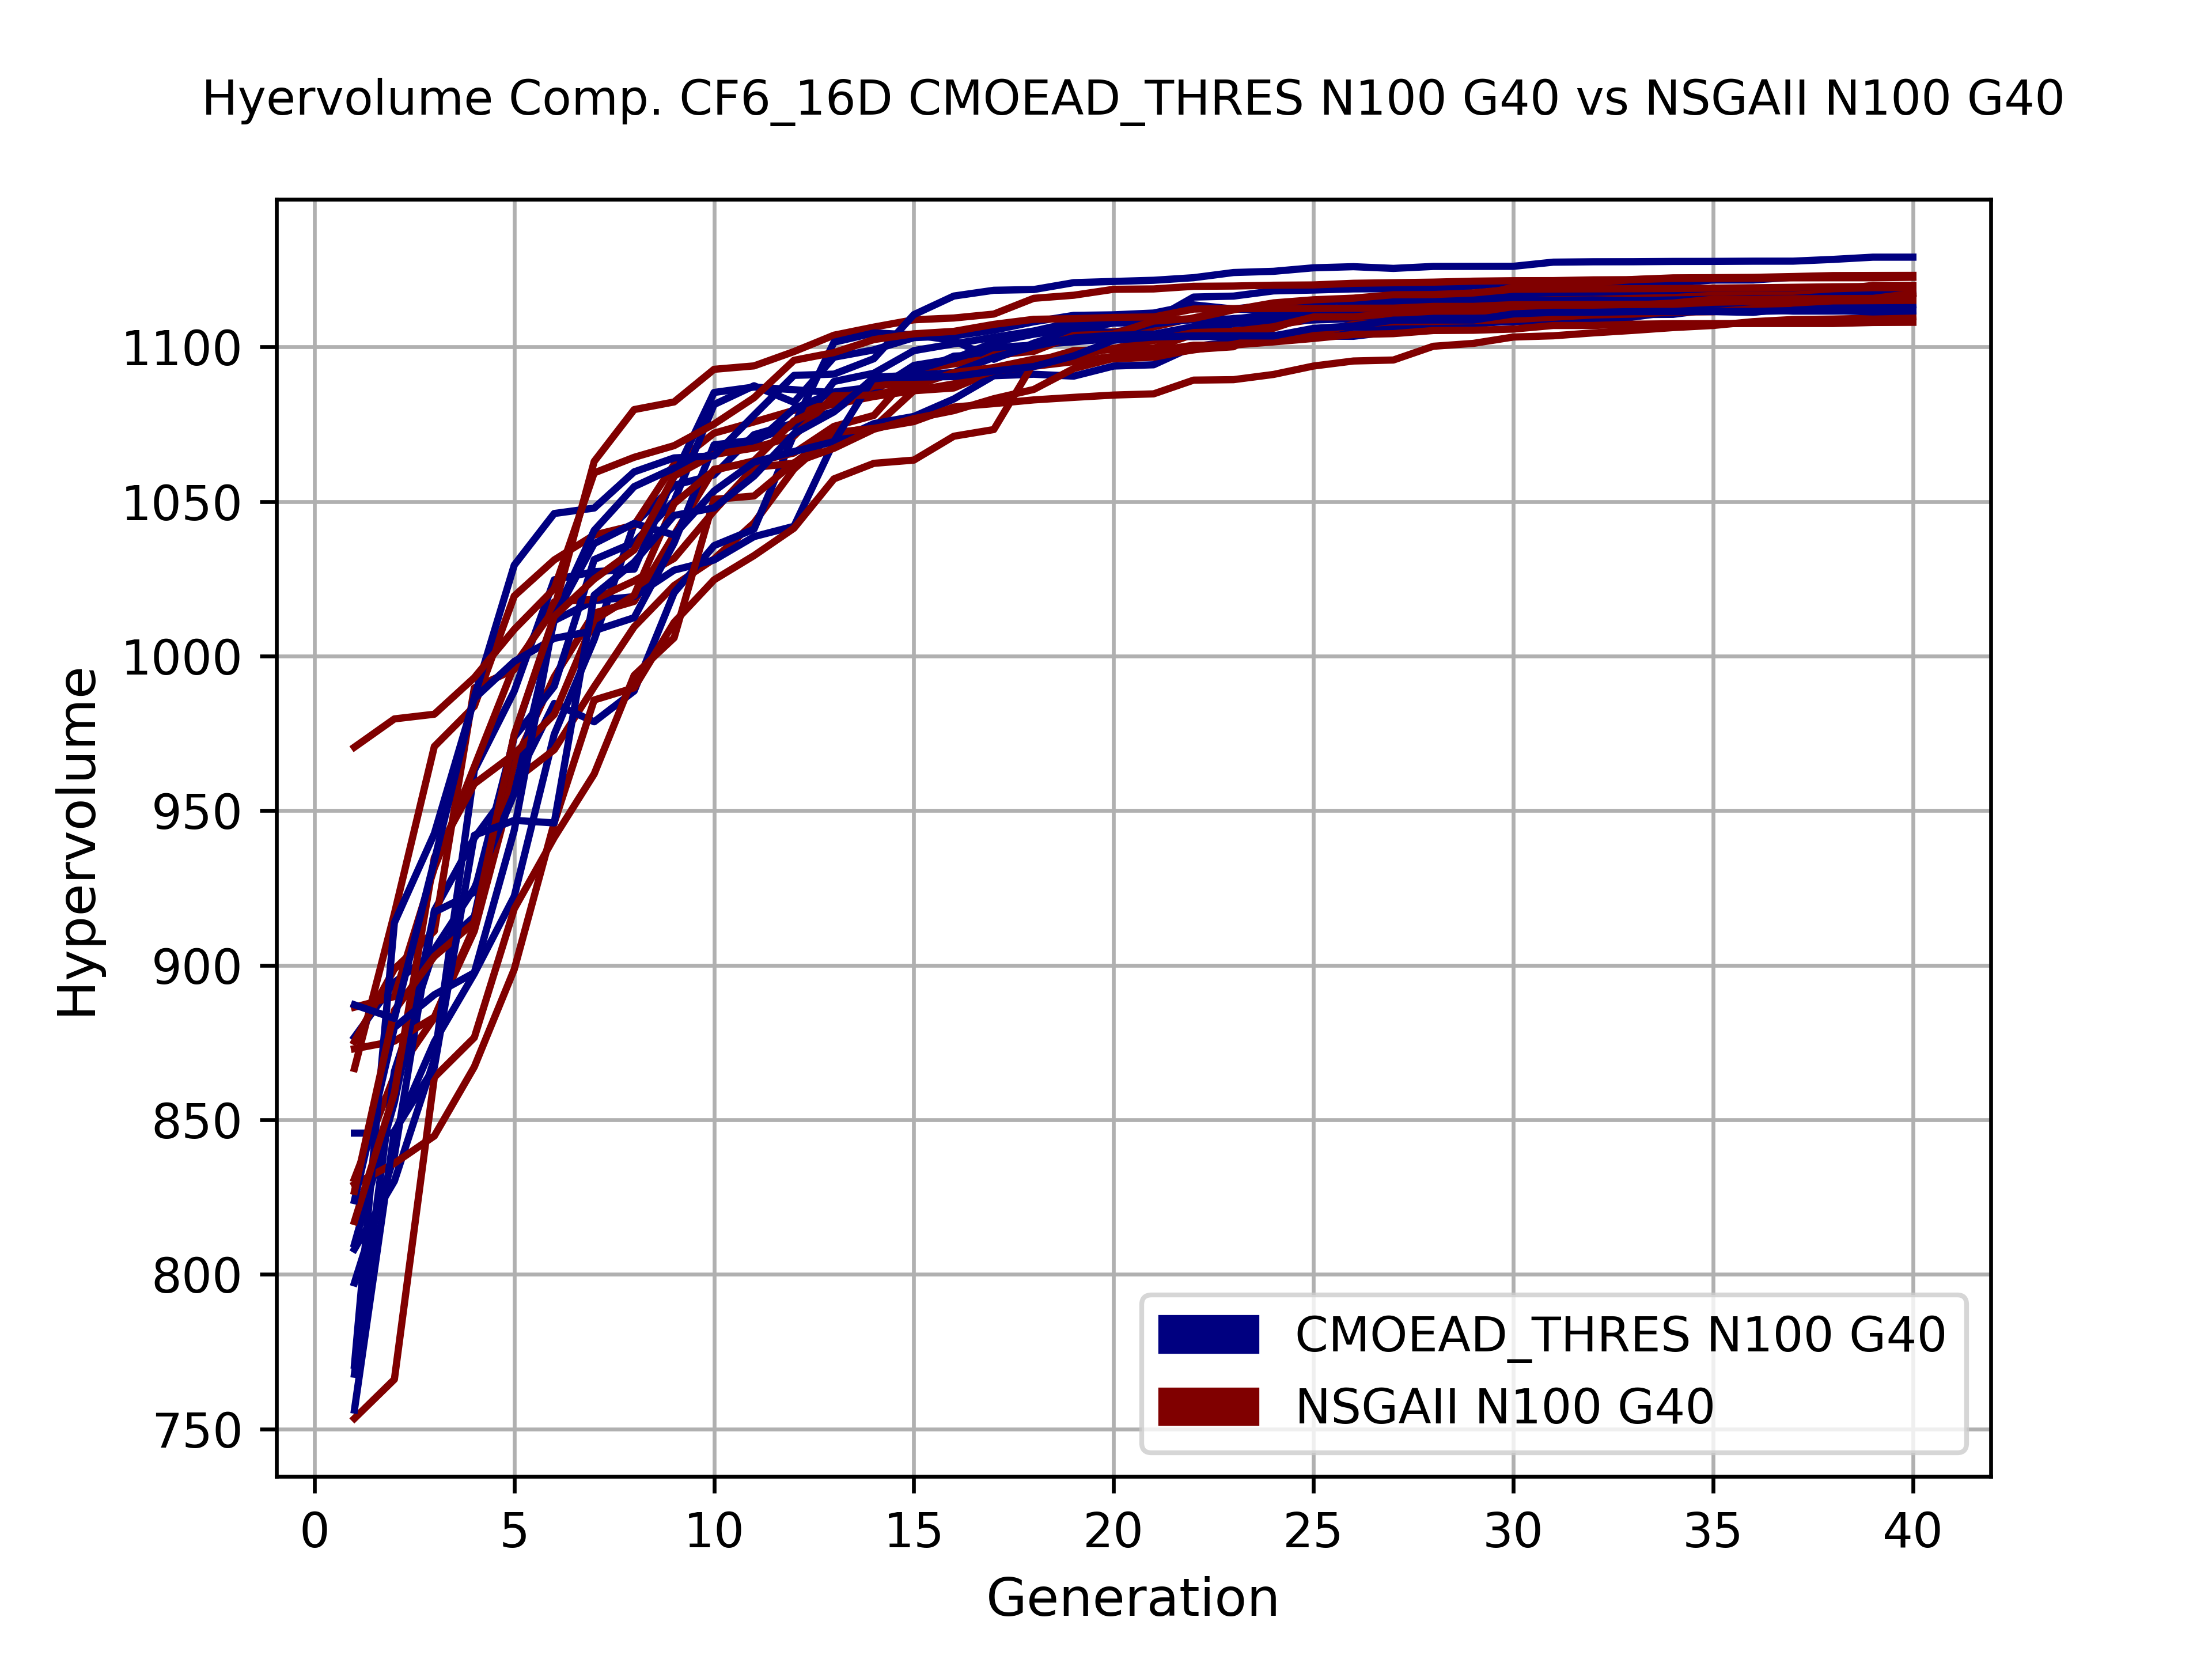 Hyervolume Comp. CF6_16D CMOEAD_THRES N100 G40 vs NSGAII N100 G40
1100
1050
1000
950
900
850
800
750
Hypervolume
CMOEAD_THRES N100 G40
NSGAII N100 G40
0 5 10 15 20 25 30 35 40
Generation